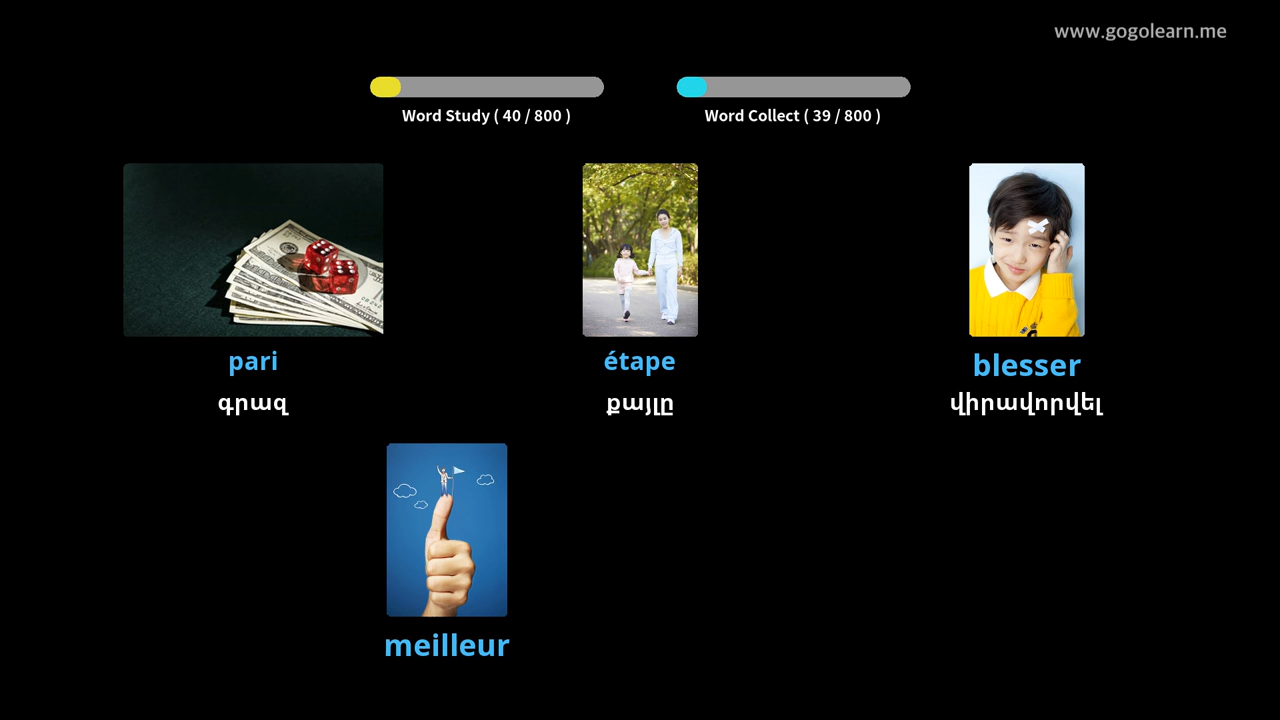 www.gogolearn.me
Word Study ( 40 / 800 )
Word Collect ( 39 / 800 )
pari
étape
blesser
գրազ
քայլը
վիրավորվել
meilleur